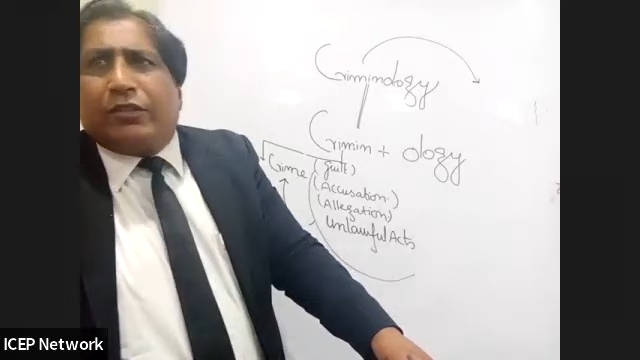 Criminology
Crimin + ology
Crime (guilt)
(Accusation)
(Allegation)
unlawful Acts
ICEP Network